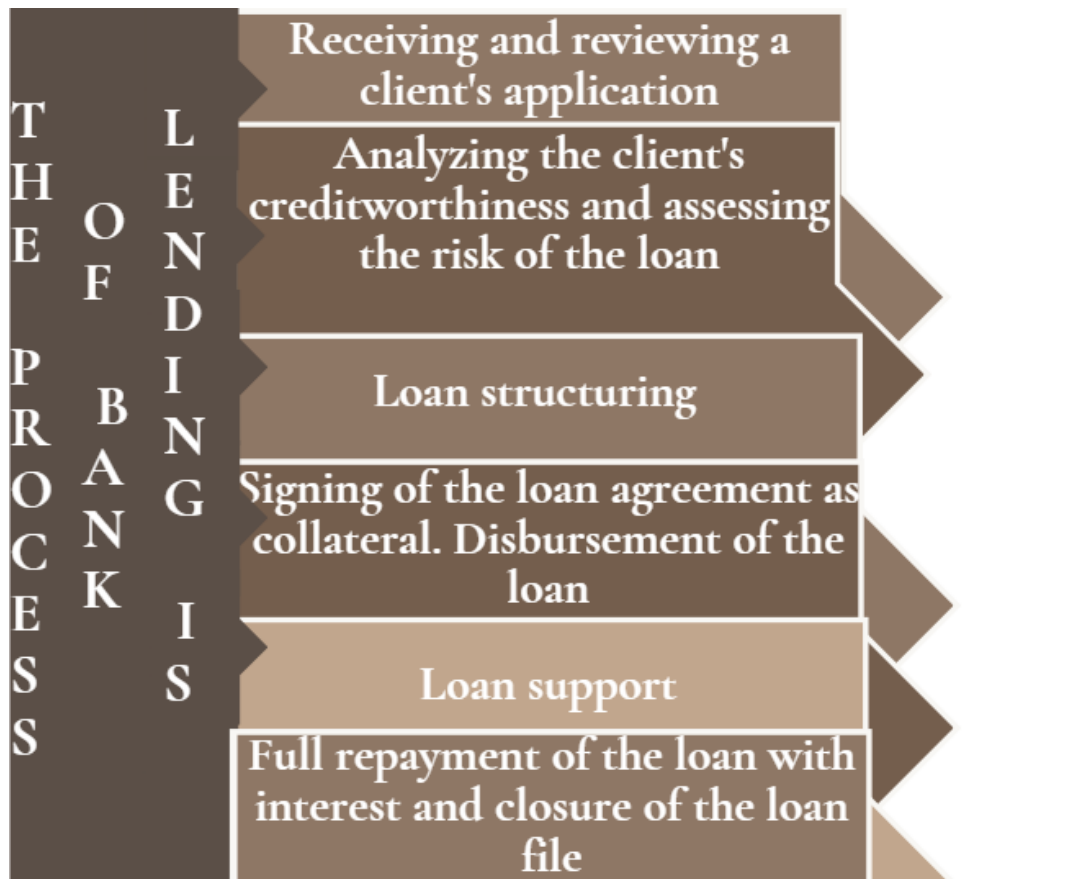 THE PROCESS
OF BANK
LENDING IS
Receiving and reviewing a
client's application
Analyzing the client's
creditworthiness and assessing
the risk of the loan
Loan structuring
Signing of the loan agreement as
collateral. Disbursement of the
loan
Loan support
Full repayment of the loan with
interest and closure of the loan
file